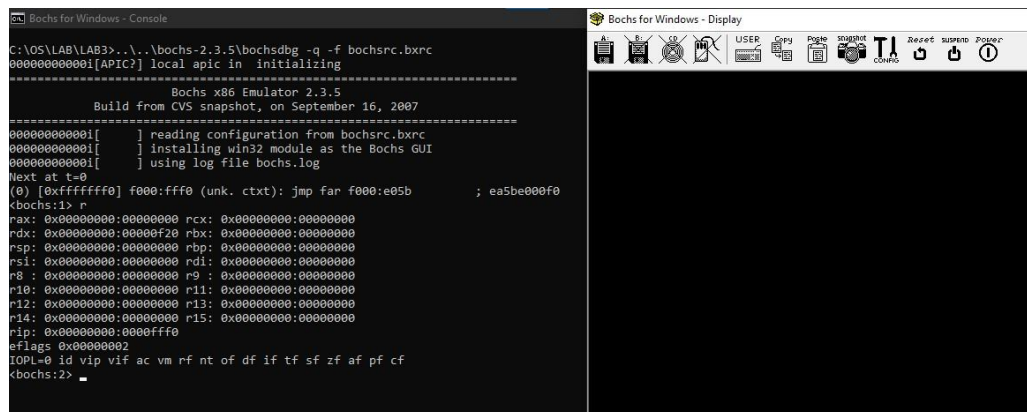 Bochs for Windows - Console
C:\OS\LAB\LAB3>..\..\bochs-2.3.5\bochsdbg -q -f bochsrc.bxrc
00000000000i[APIC?] local apic in  initializing
========================================================================
                       Bochs x86 Emulator 2.3.5
             Build from CVS snapshot, on September 16, 2007
========================================================================
00000000000i[     ] reading configuration from bochsrc.bxrc
00000000000i[     ] installing win32 module as the Bochs GUI
00000000000i[     ] using log file bochs.log
Next at t=0
(0) [0xfffffff0] f000:fff0 (unk. ctxt): jmp far f000:e05b          ; ea5be000f0
<bochs:1> r
rax: 0x00000000:00000000 rcx: 0x00000000:00000000
rdx: 0x00000000:00000f20 rbx: 0x00000000:00000000
rsp: 0x00000000:00000000 rbp: 0x00000000:00000000
rsi: 0x00000000:00000000 rdi: 0x00000000:00000000
r8 : 0x00000000:00000000 r9 : 0x00000000:00000000
r10: 0x00000000:00000000 r11: 0x00000000:00000000
r12: 0x00000000:00000000 r13: 0x00000000:00000000
r14: 0x00000000:00000000 r15: 0x00000000:00000000
rip: 0x00000000:0000fff0
eflags 0x00000002
IOPL=0 id vip vif ac vm rf nt of df if tf sf zf af pf cf
<bochs:2>
Bochs for Windows - Display
A: B: CD USER Copy Paste snapshot CONFIG Reset SUSPEND Power